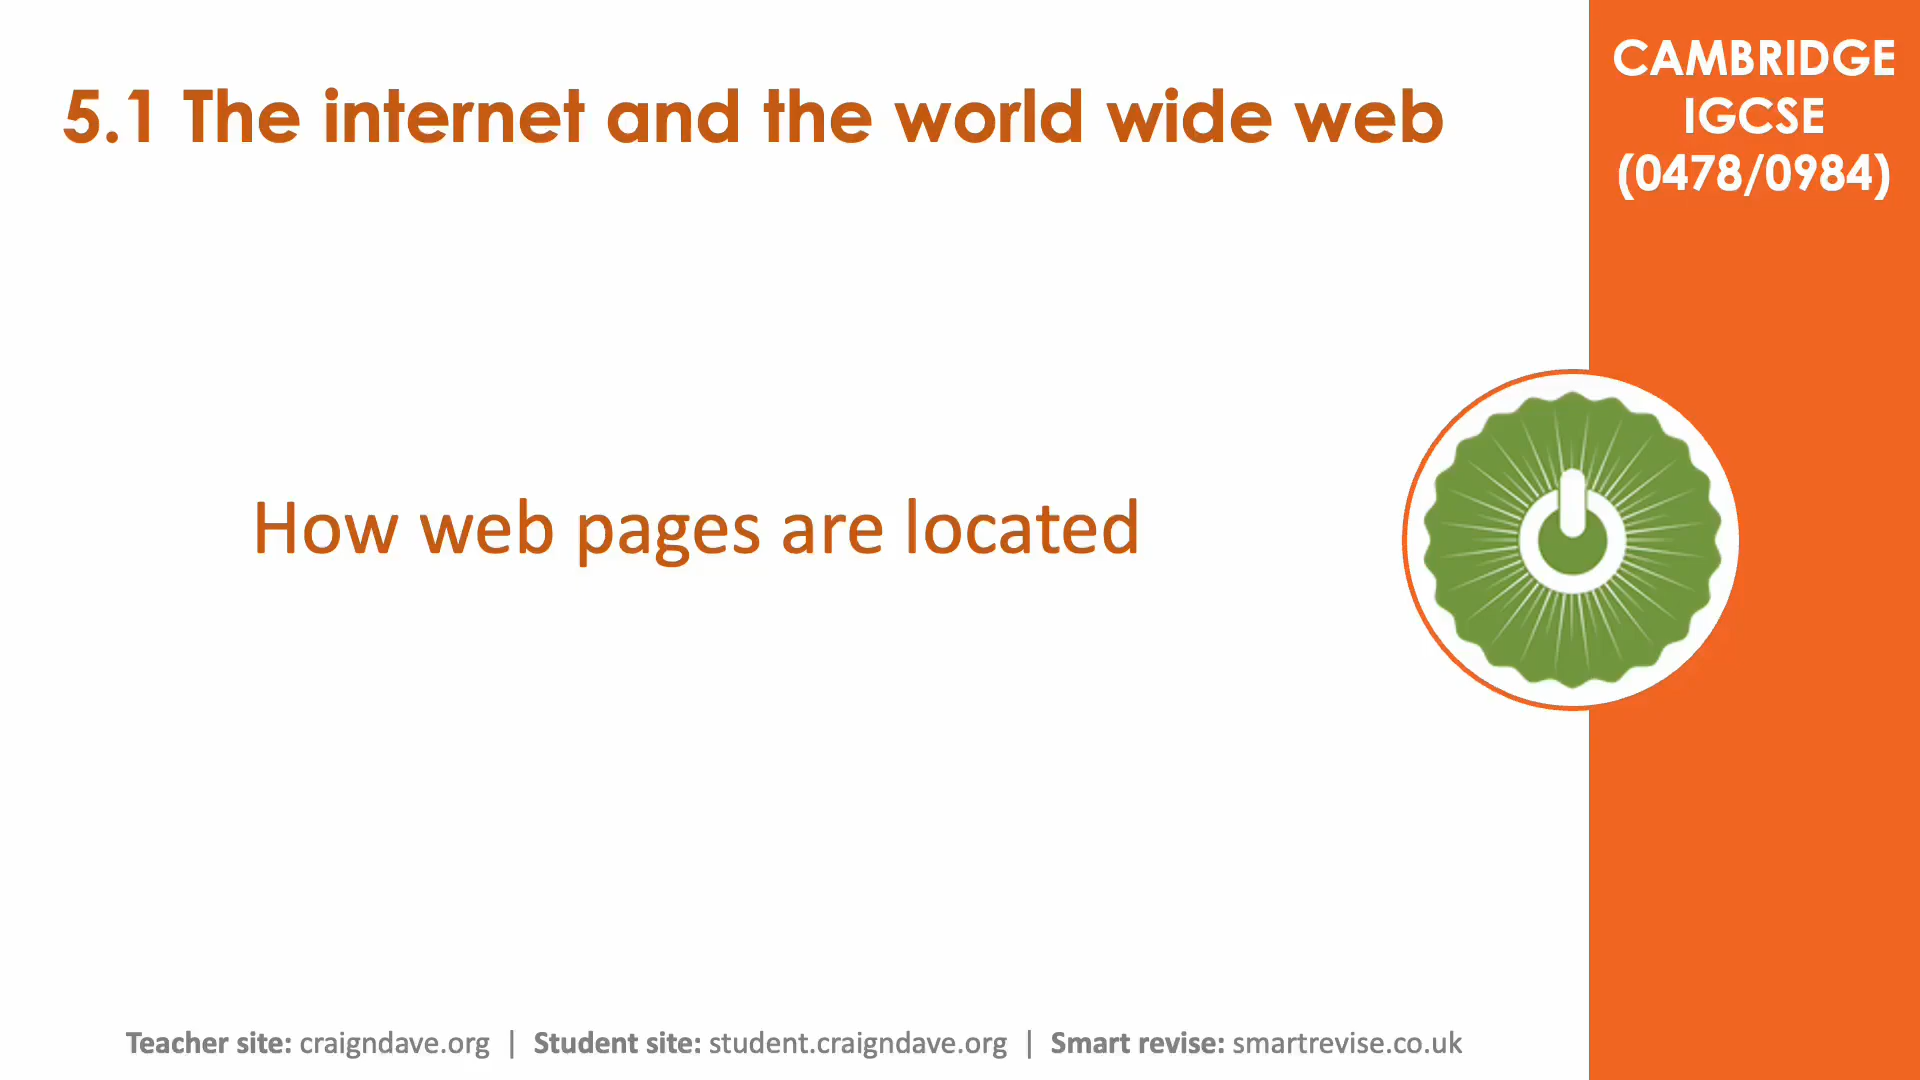 5.1 The internet and the world wide web
CAMBRIDGE
IGCSE
(0478/0984)
How web pages are located
Teacher site: craigndave.org | Student site: student.craigndave.org | Smart revise: smartrevise.co.uk